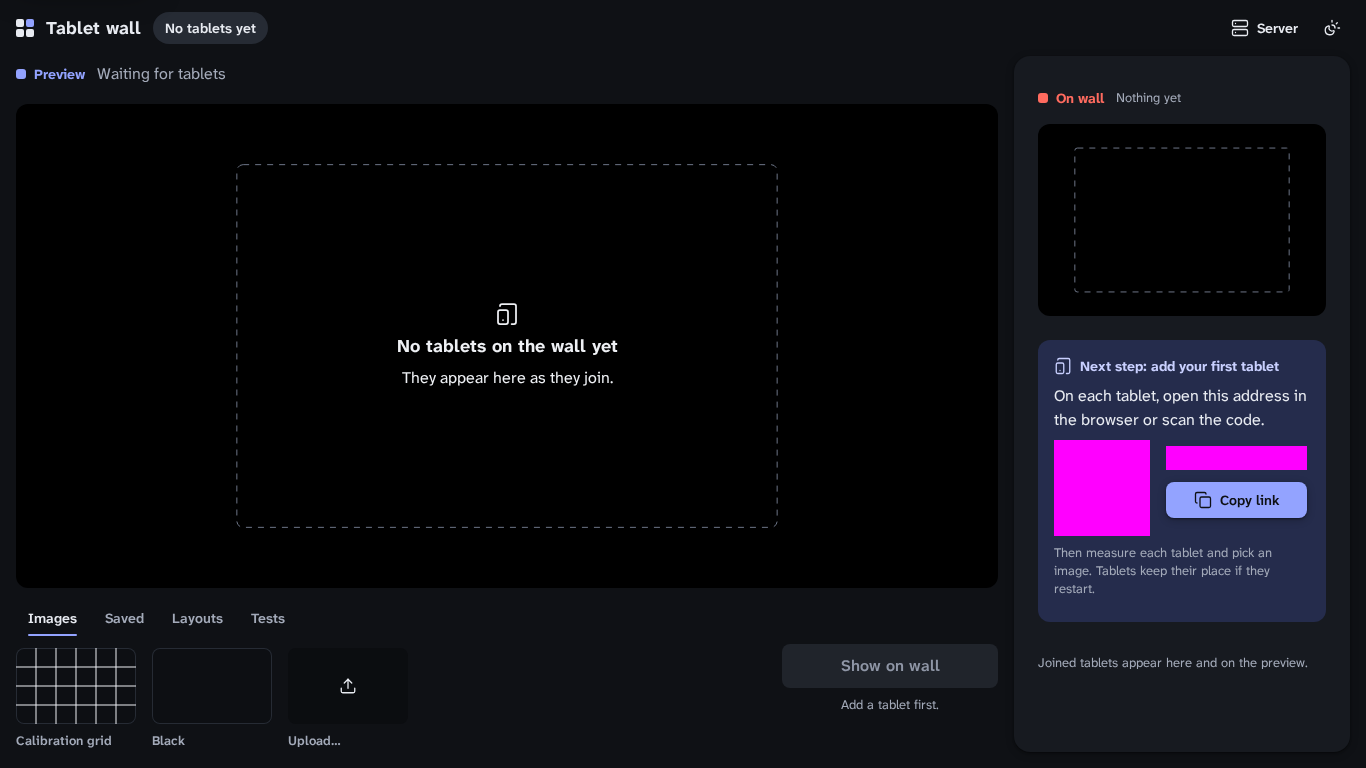 Tablet wall
No tablets yet
Server
Preview
Waiting for tablets
No tablets on the wall yet
They appear here as they join.
Images
Saved
Layouts
Tests
Calibration grid
Black
Upload...
Show on wall
Add a tablet first.
On wall
Nothing yet
Next step: add your first tablet
On each tablet, open this address in
the browser or scan the code.
Copy link
Then measure each tablet and pick an
image. Tablets keep their place if they
restart.
Joined tablets appear here and on the preview.